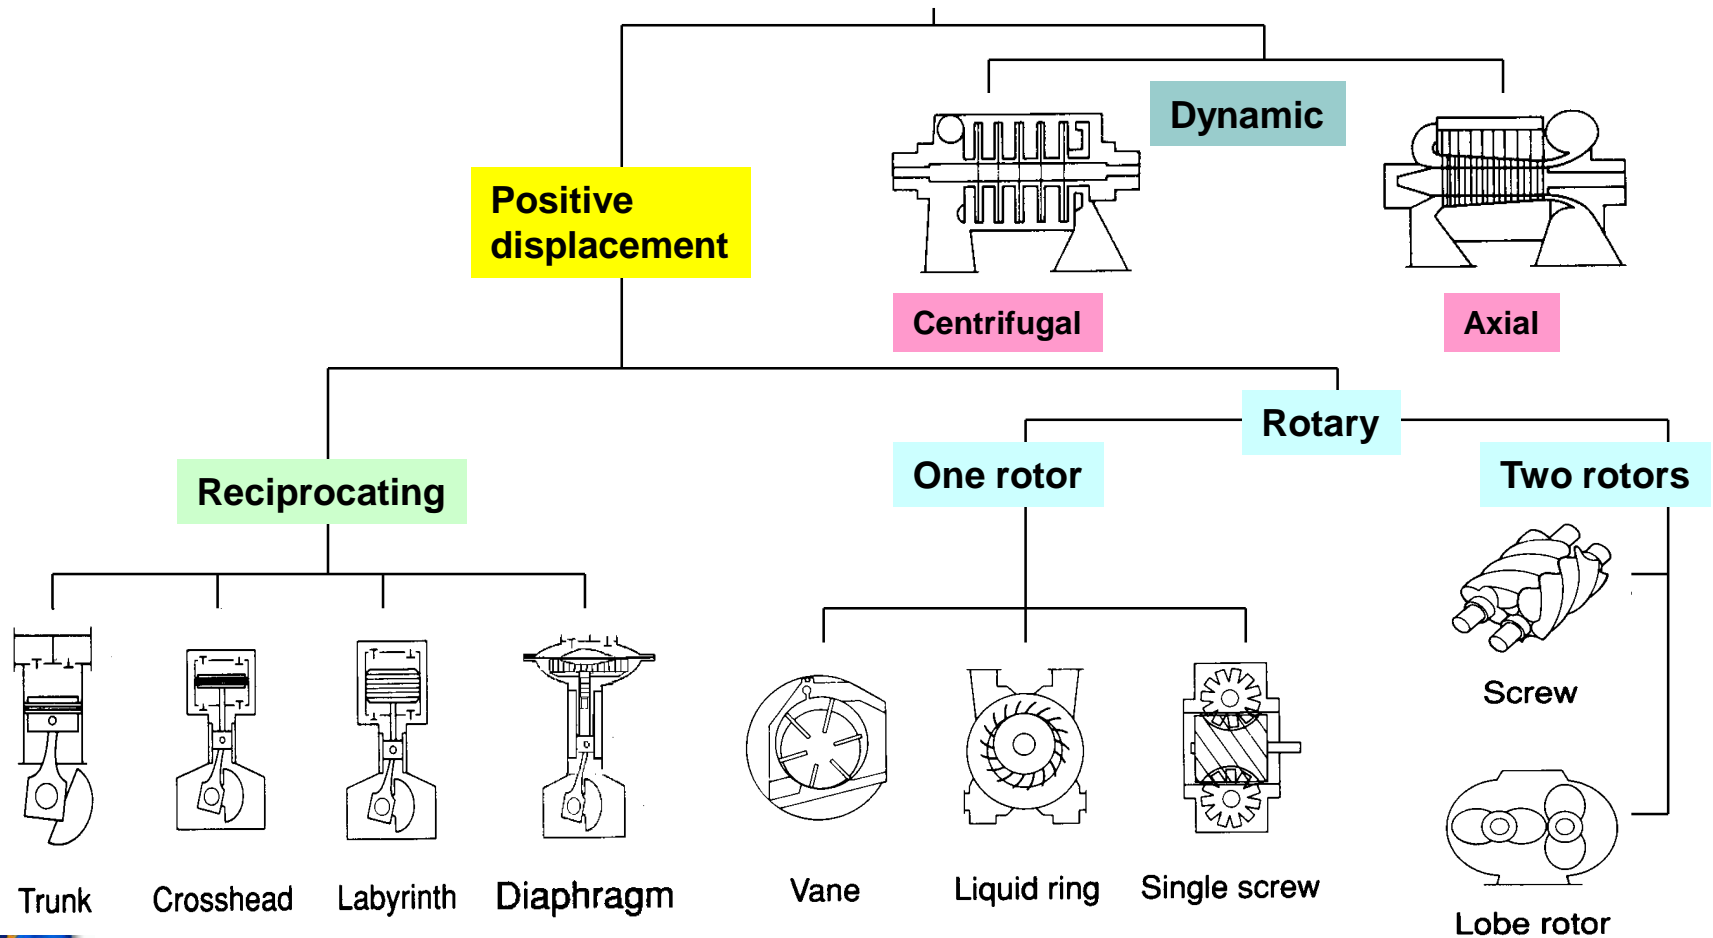 Dynamic
Positive
displacement
Centrifugal
Axial
Rotary
One rotor
Two rotors
Reciprocating
Screw
Trunk
Crosshead
Labyrinth
Diaphragm
Vane
Liquid ring
Single screw
Lobe rotor